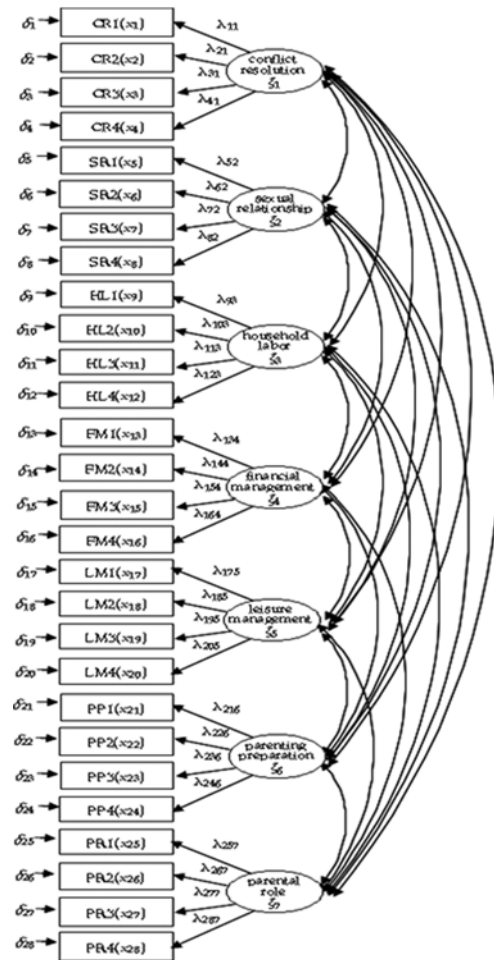 δ1 CR1(x1) λ11
δ2 CR2(x2) λ21
conflict
resolution
ξ1
δ3 CR3(x3) λ31
δ4 CR4(x4) λ41
δ5 SR1(x5) λ52
δ6 SR2(x6) λ62
sexual
relationship
ξ2
δ7 SR3(x7) λ72
δ8 SR4(x8) λ82
δ9 HL1(x9) λ93
δ10 HL2(x10) λ103
household
labor
ξ3
δ11 HL3(x11) λ113
δ12 HL4(x12) λ123
δ13 FM1(x13) λ134
δ14 FM2(x14) λ144
financial
management
ξ4
δ15 FM3(x15) λ154
δ16 FM4(x16) λ164
δ17 LM1(x17) λ175
δ18 LM2(x18) λ185
leisure
management
ξ5
δ19 LM3(x19) λ195
δ20 LM4(x20) λ205
δ21 PP1(x21) λ216
δ22 PP2(x22) λ226
parenting
preparation
ξ6
δ23 PP3(x23) λ236
δ24 PP4(x24) λ246
δ25 PR1(x25) λ257
δ26 PR2(x26) λ267
parental
role
ξ7
δ27 PR3(x27) λ277
δ28 PR4(x28) λ287